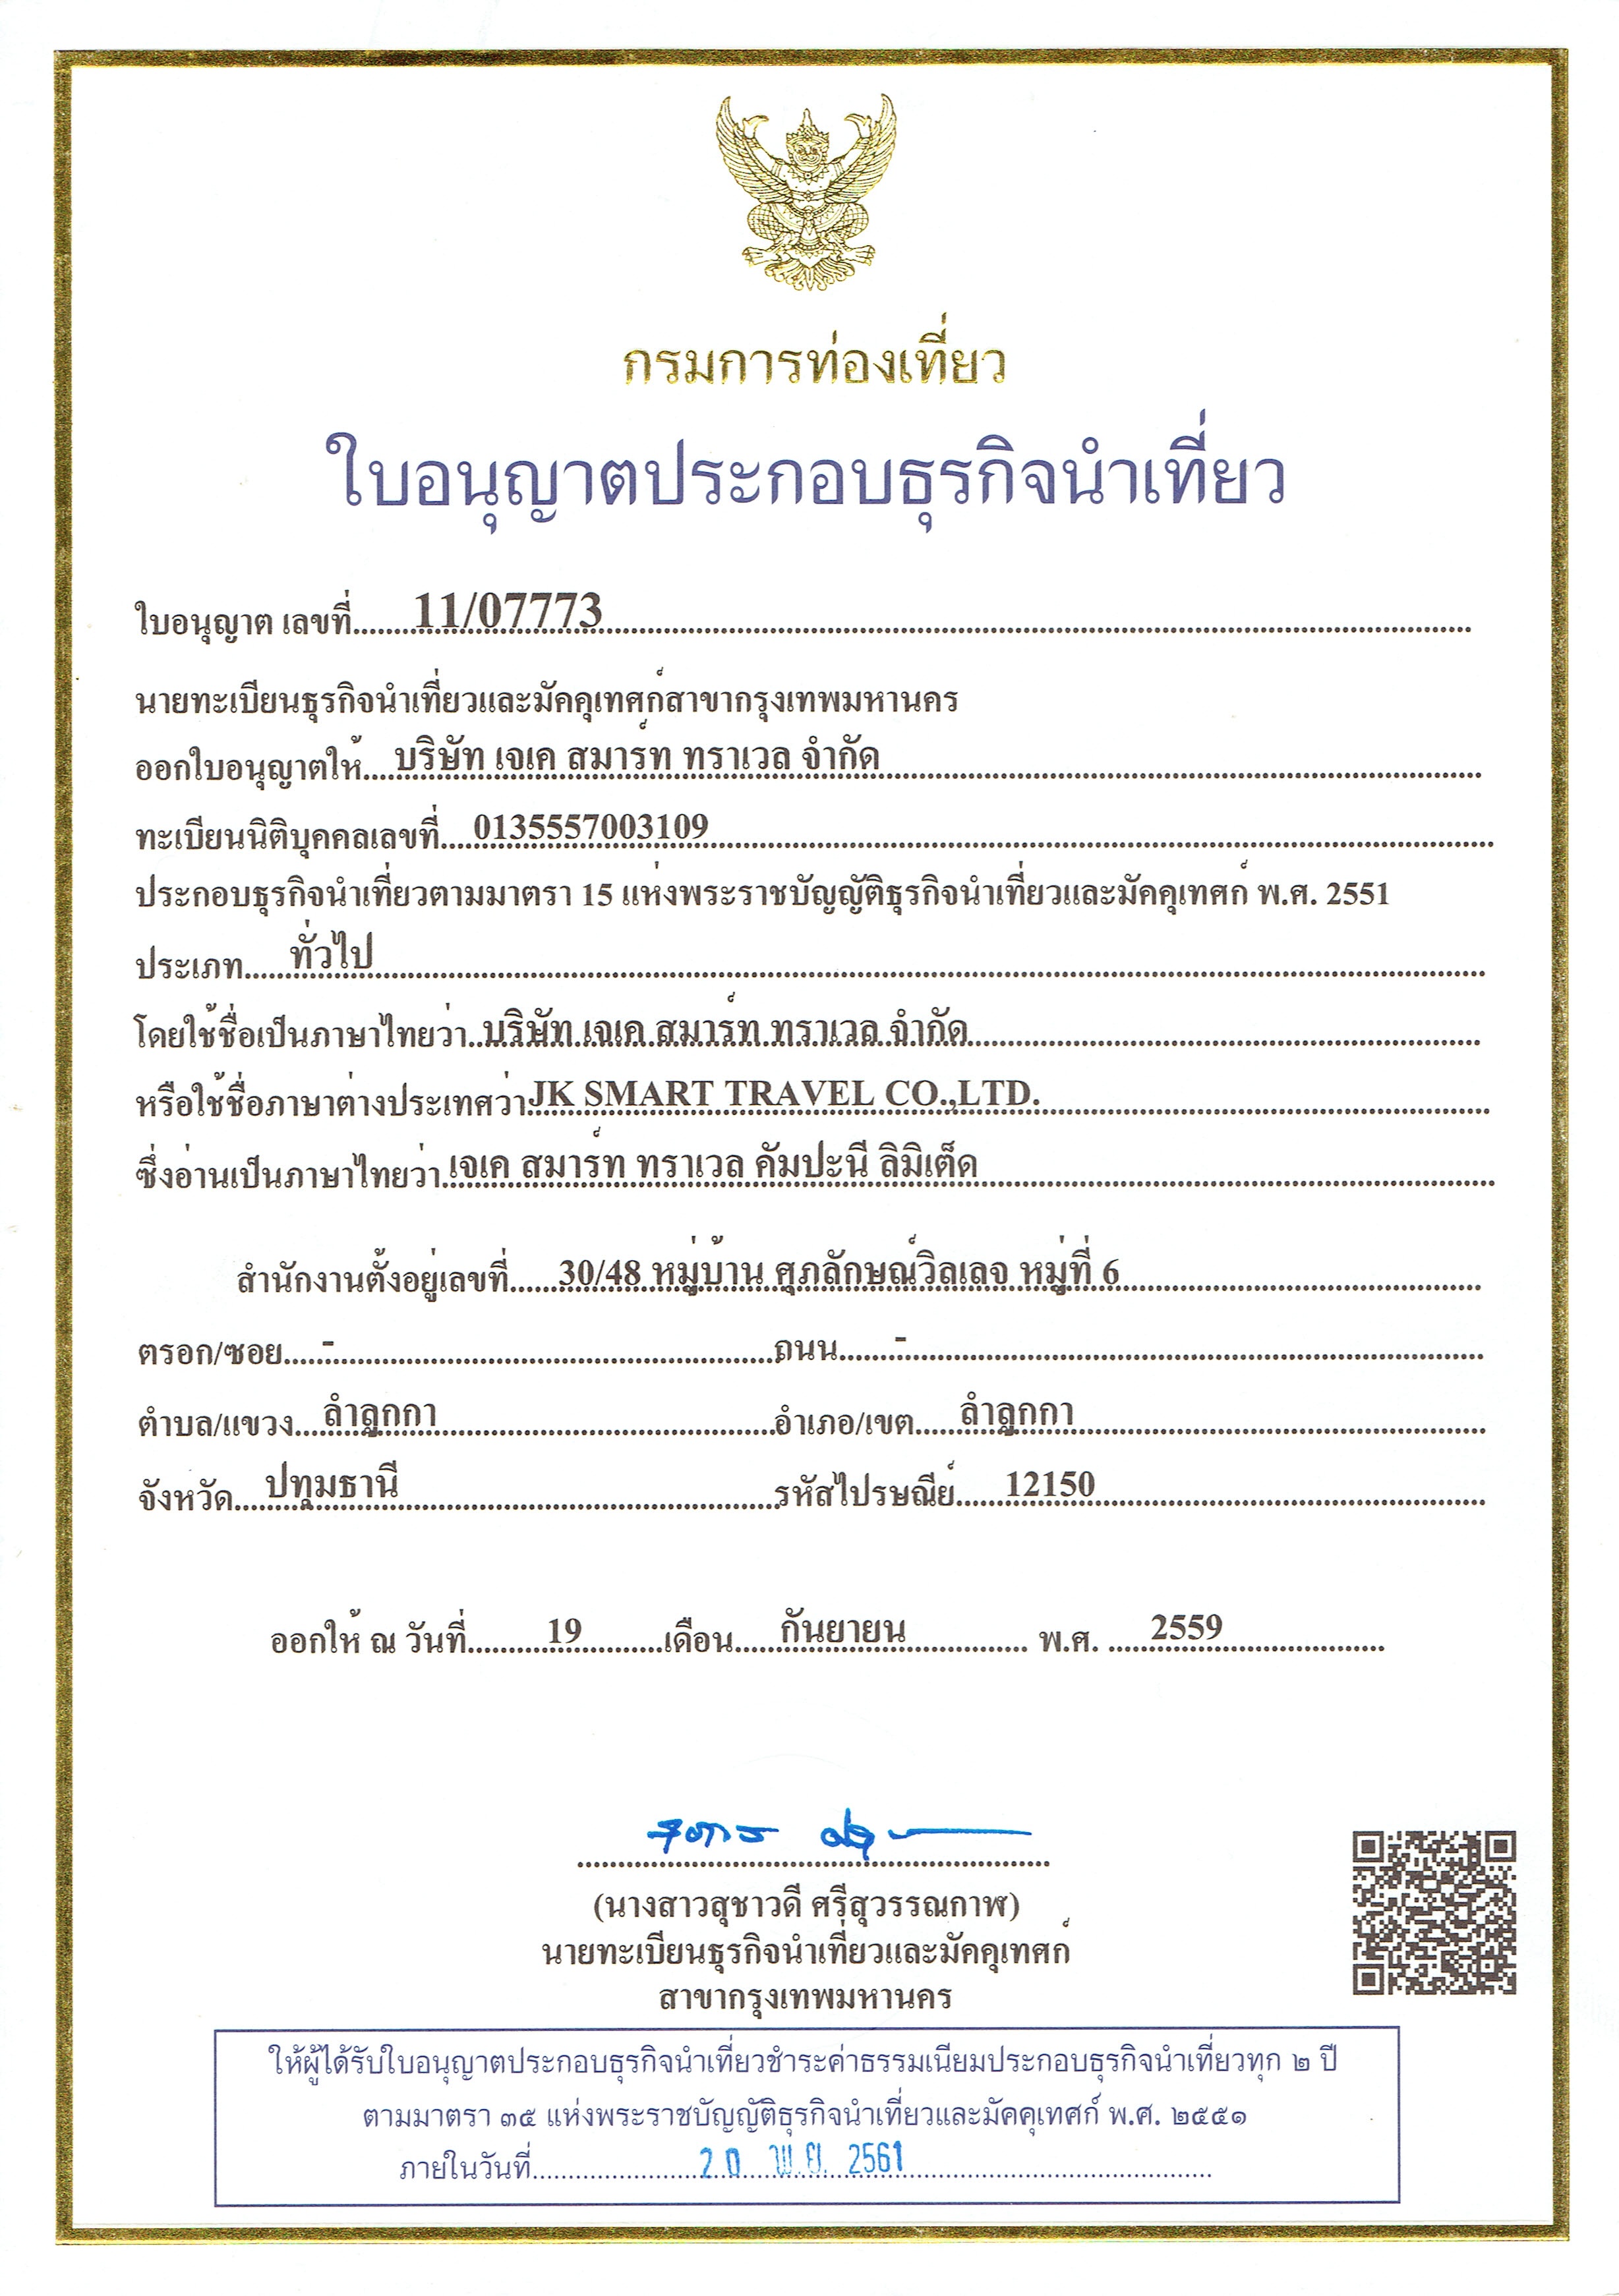 กรมการท่องเที่ยว
ใบอนุญาตประกอบธุรกิจนำเที่ยว
ใบอนุญาต เลขที่.......11/07773
นายทะเบียนธุรกิจนำเที่ยวและมัคคุเทศก์สาขากรุงเทพมหานคร
ออกใบอนุญาตให้....บริษัท เจเค สมาร์ท ทราเวล จำกัด
ทะเบียนนิติบุคคลเลขที่....0135557003109
ประกอบธุรกิจนำเที่ยวตามมาตรา 15 แห่งพระราชบัญญัติธุรกิจนำเที่ยวและมัคคุเทศก์ พ.ศ. 2551
ประเภท......ทั่วไป
โดยใช้ชื่อเป็นภาษาไทยว่า..บริษัท เจเค สมาร์ท ทราเวล จำกัด
หรือใช้ชื่อภาษาต่างประเทศว่าJK SMART TRAVEL CO.,LTD.
ซึ่งอ่านเป็นภาษาไทยว่า.เจเค สมาร์ท ทราเวล คัมปะนี ลิมิเต็ด
สำนักงานตั้งอยู่เลขที่......30/48 หมู่บ้าน ศุภลักษณ์วิลเลจ หมู่ที่ 6
ตรอก/ซอย.....-.....ถนน.......-
ตำบล/แขวง....ลำลูกกา.....อำเภอ/เขต.....ลำลูกกา
จังหวัด....ปทุมธานี.....รหัสไปรษณีย์......12150
ออกให้ ณ วันที่.........19.........เดือน.....กันยายน.......... พ.ศ. .....2559
(นางสาวสุชาวดี ศรีสุวรรณกาฬ)
นายทะเบียนธุรกิจนำเที่ยวและมัคคุเทศก์
สาขากรุงเทพมหานคร
ให้ผู้ได้รับใบอนุญาตประกอบธุรกิจนำเที่ยวชำระค่าธรรมเนียมประกอบธุรกิจนำเที่ยวทุก ๒ ปี
ตามมาตรา ๓๕ แห่งพระราชบัญญัติธุรกิจนำเที่ยวและมัคคุเทศก์ พ.ศ. ๒๕๕๑
ภายในวันที่..........20 พ.ย. 2561